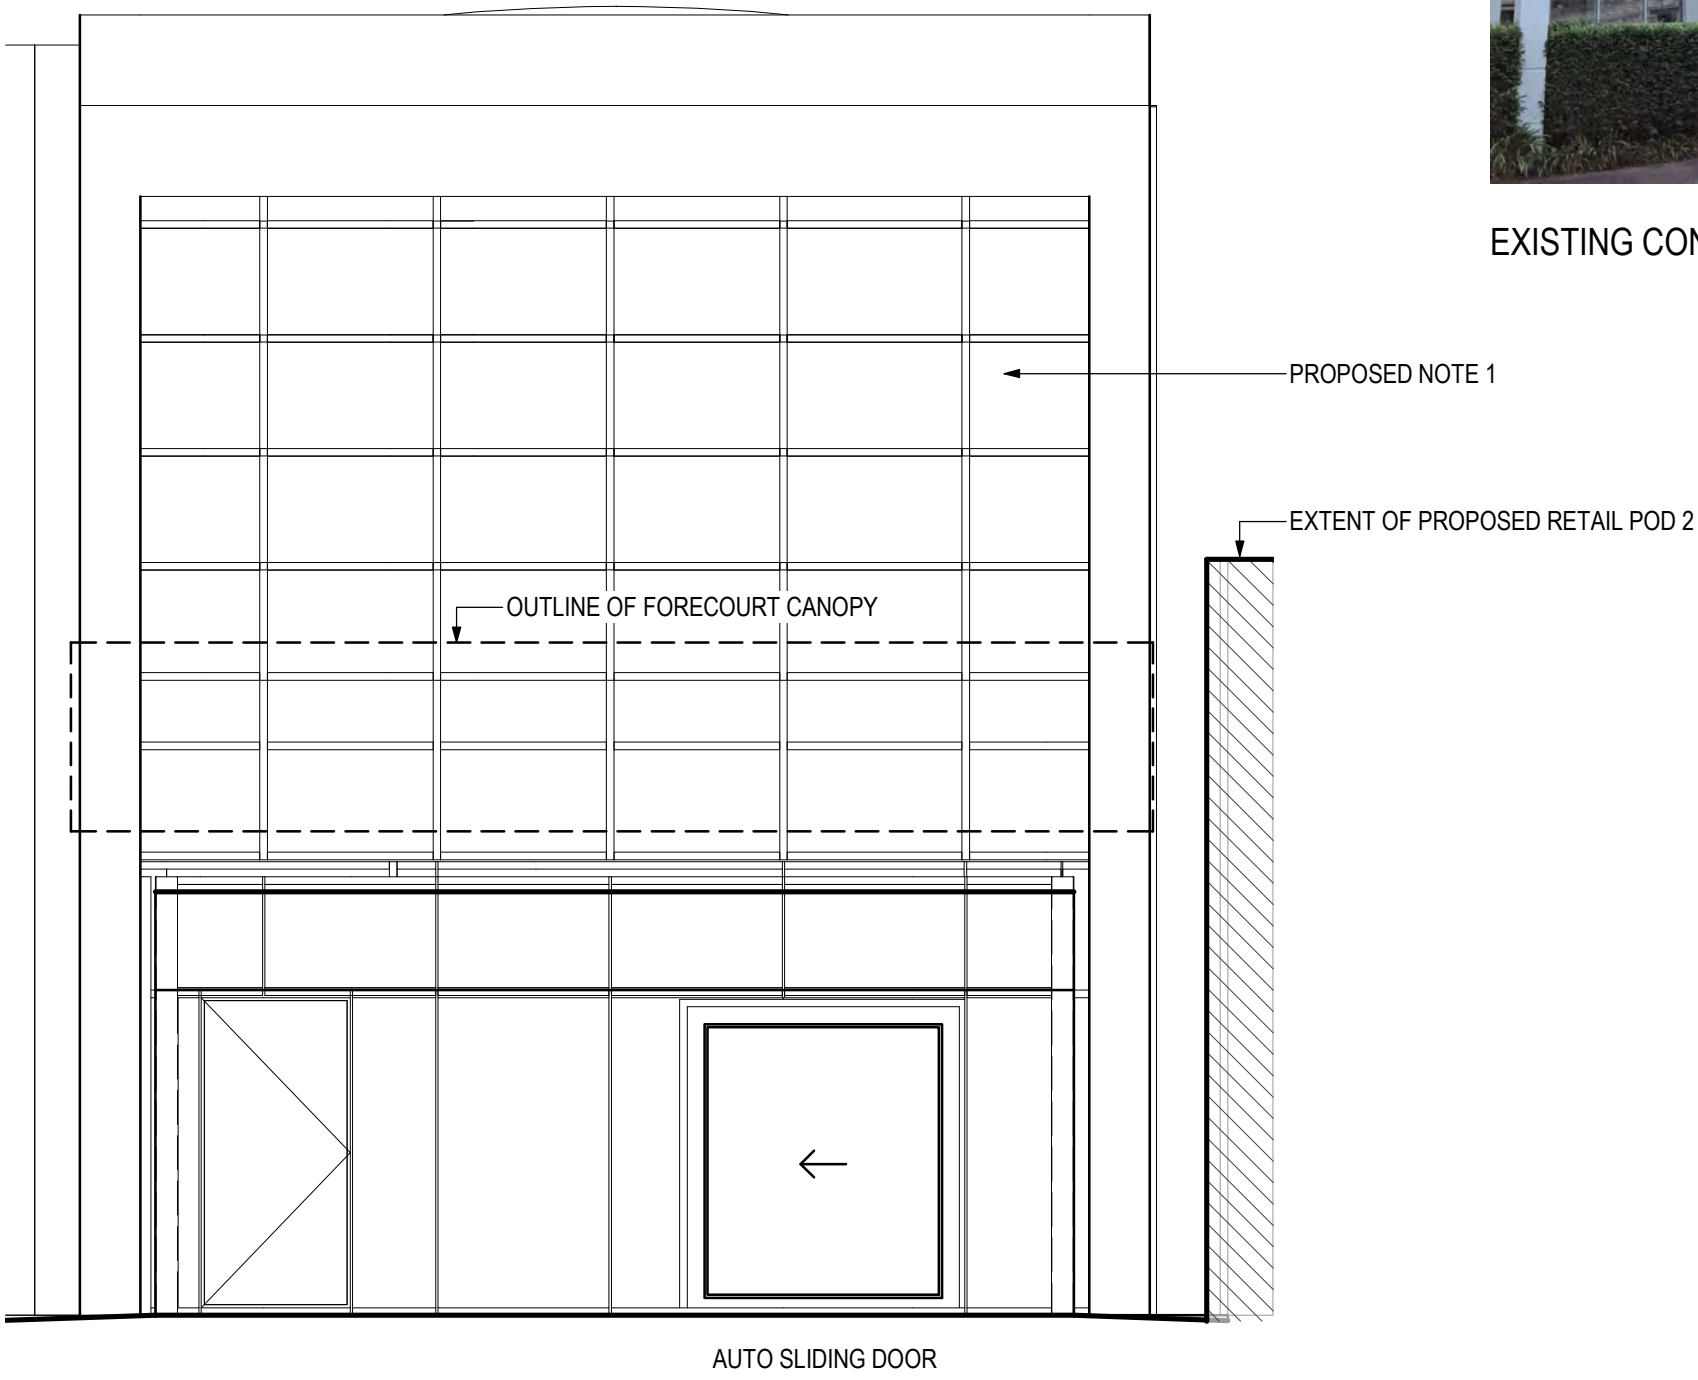 EXISTING CON
PROPOSED NOTE 1
EXTENT OF PROPOSED RETAIL POD 2
OUTLINE OF FORECOURT CANOPY
AUTO SLIDING DOOR